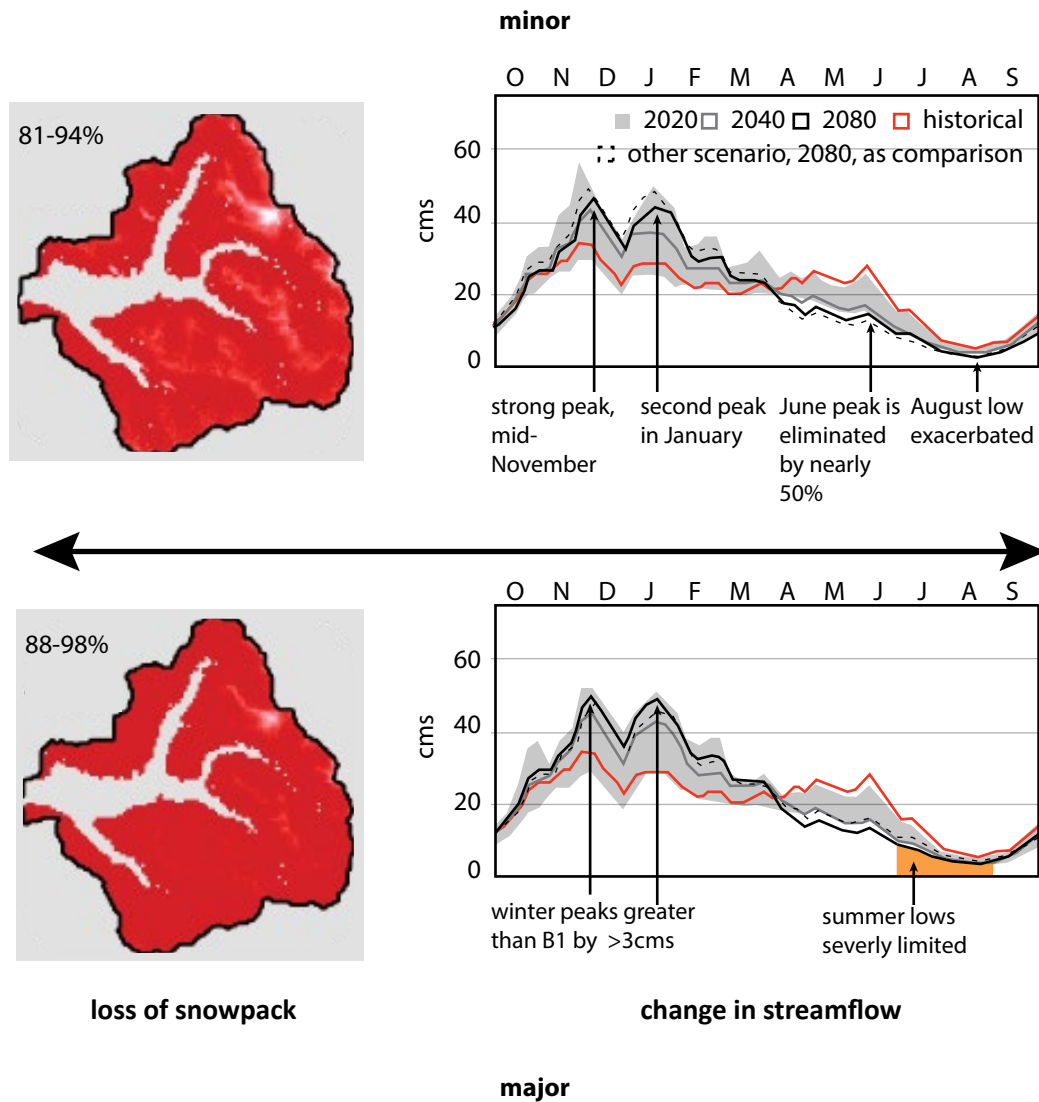 minor
O N D J F M A M J J A S
81-94%
2020 2040 2080 historical
other scenario, 2080, as comparison
60
40
20
0
cms
strong peak,
mid-
November
second peak
in January
June peak is
eliminated
by nearly
50%
August low
exacerbated
O N D J F M A M J J A S
88-98%
60
40
20
0
cms
winter peaks greater
than B1 by >3cms
summer lows
severly limited
loss of snowpack
change in streamflow
major